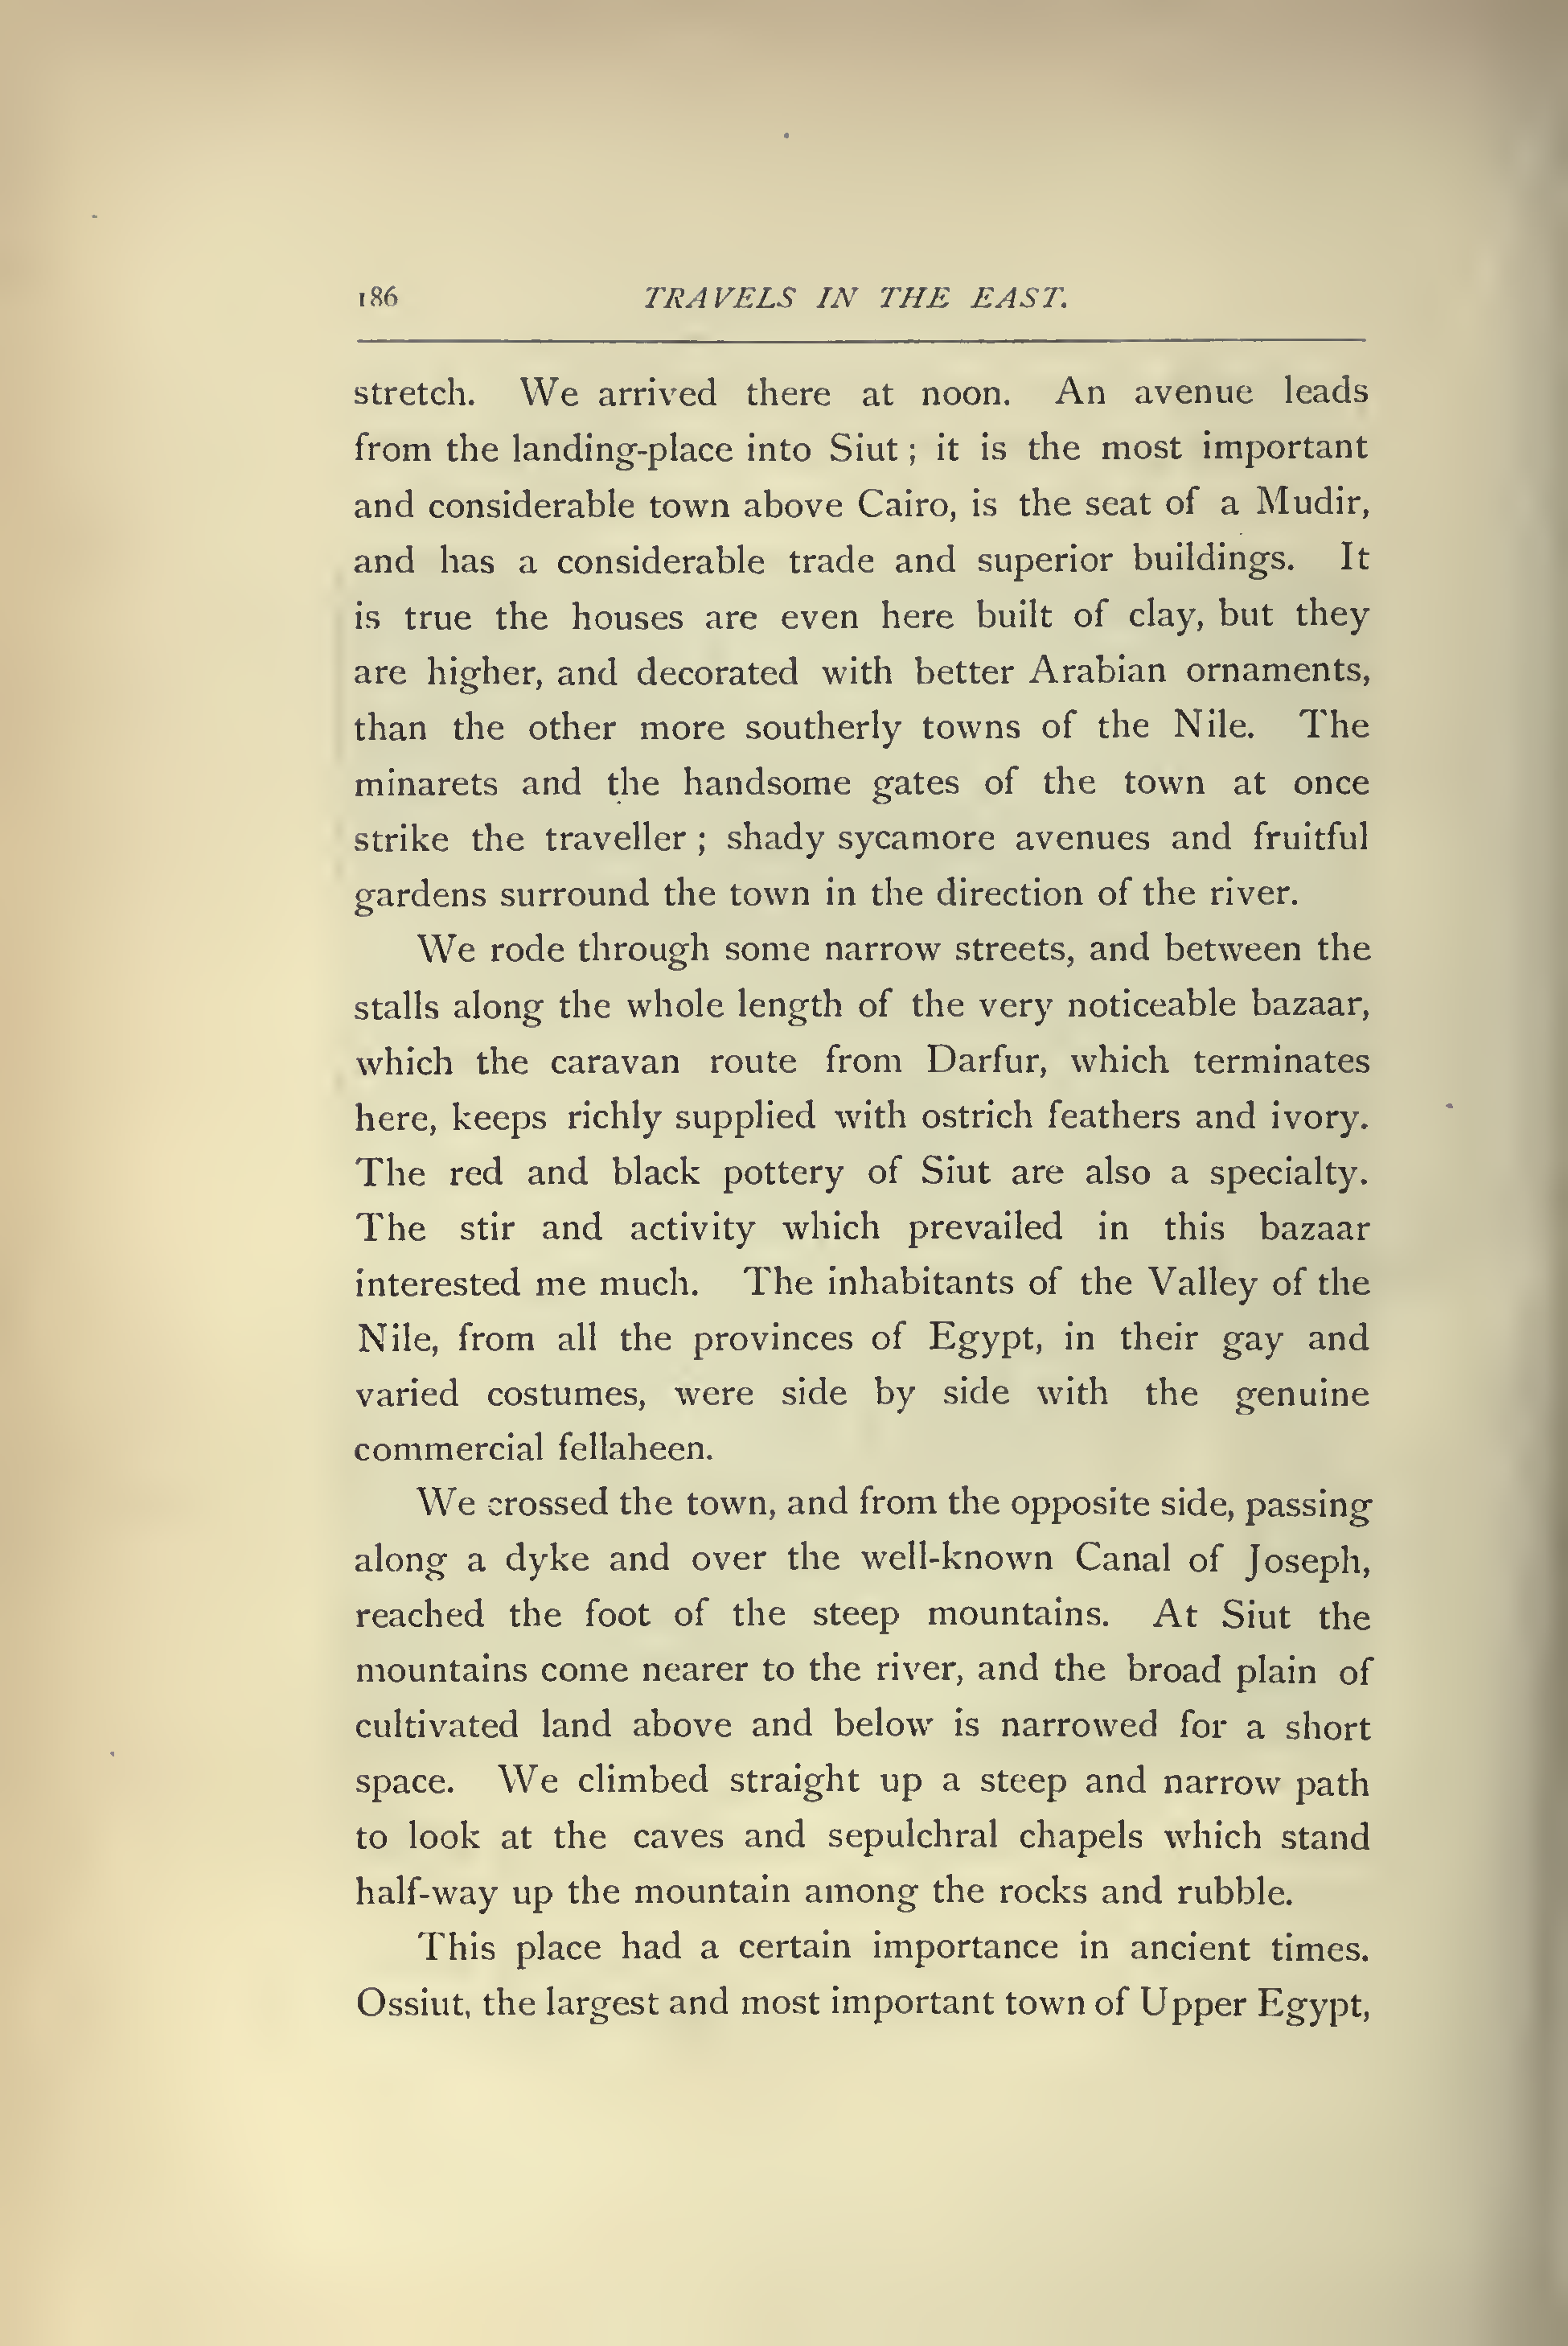 186 TRAVELS IN THE EAST.
stretch. We arrived there at noon. An avenue leads
from the landing-place into Siut ; it is the most important
and considerable town above Cairo, is the seat of a Mudir,
and has a considerable trade and superior buildings. It
is true the houses are even here built of clay, but they
are higher, and decorated with better Arabian ornaments,
than the other more southerly towns of the Nile. The
minarets and the handsome gates of the town at once
strike the traveller ; shady sycamore avenues and fruitful
gardens surround the town in the direction of the river.
We rode through some narrow streets, and between the
stalls along the whole length of the very noticeable bazaar,
which the caravan route from Darfur, which terminates
here, keeps richly supplied with ostrich feathers and ivory.
The red and black pottery of Siut are also a specialty.
The stir and activity which prevailed in this bazaar
interested me much. The inhabitants of the Valley of the
Nile, from all the provinces of Egypt, in their gay and
varied costumes, were side by side with the genuine
commercial fellaheen.
We crossed the town, and from the opposite side, passing
along a dyke and over the well-known Canal of Joseph,
reached the foot of the steep mountains. At Siut the
mountains come nearer to the river, and the broad plain of
cultivated land above and below is narrowed for a short
space. We climbed straight up a steep and narrow path
to look at the caves and sepulchral chapels which stand
half-way up the mountain among the rocks and rubble.
This place had a certain importance in ancient times.
Ossiut, the largest and most important town of Upper Egypt,